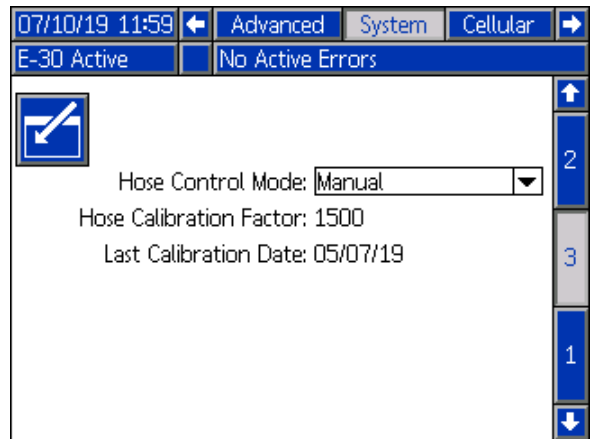 07/10/19 11:59 Advanced System Cellular
E-30 Active No Active Errors
2
Hose Control Mode: Manual
Hose Calibration Factor: 1500
Last Calibration Date: 05/07/19
3
1